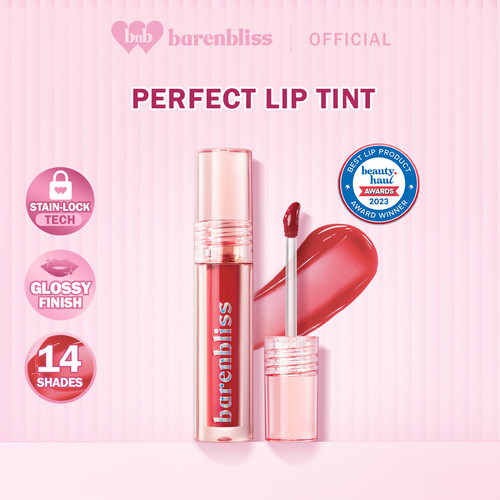 bnb barenbliss OFFICIAL
PERFECT LIP TINT
BEST LIP PRODUCT
beauty.
haul
AWARDS
2023
AWARD WINNER
STAIN-LOCK
TECH
GLOSSY
FINISH
14
SHADES
barenbliss